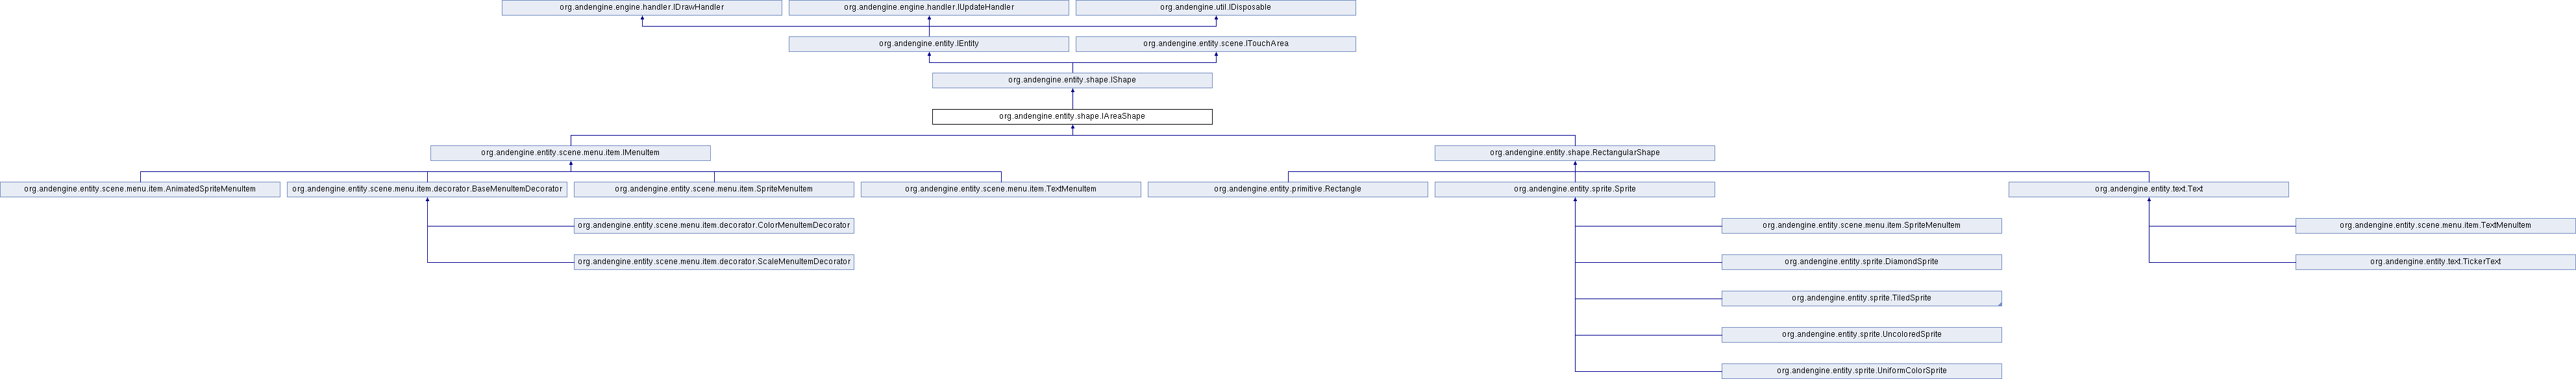 org.andengine.engine.handler.IDrawHandler
org.andengine.engine.handler.IUpdateHandler
org.andengine.util.IDisposable
org.andengine.entity.IEntity
org.andengine.entity.scene.ITouchArea
org.andengine.entity.shape.IShape
org.andengine.entity.shape.IAreaShape
org.andengine.entity.scene.menu.item.IMenuItem
org.andengine.entity.shape.RectangularShape
org.andengine.entity.scene.menu.item.AnimatedSpriteMenuItem
org.andengine.entity.scene.menu.item.decorator.BaseMenuItemDecorator
org.andengine.entity.scene.menu.item.SpriteMenuItem
org.andengine.entity.scene.menu.item.TextMenuItem
org.andengine.entity.primitive.Rectangle
org.andengine.entity.sprite.Sprite
org.andengine.entity.text.Text
org.andengine.entity.scene.menu.item.decorator.ColorMenuItemDecorator
org.andengine.entity.scene.menu.item.SpriteMenuItem
org.andengine.entity.scene.menu.item.TextMenuItem
org.andengine.entity.scene.menu.item.decorator.ScaleMenuItemDecorator
org.andengine.entity.sprite.DiamondSprite
org.andengine.entity.text.TickerText
org.andengine.entity.sprite.TiledSprite
org.andengine.entity.sprite.UncoloredSprite
org.andengine.entity.sprite.UniformColorSprite